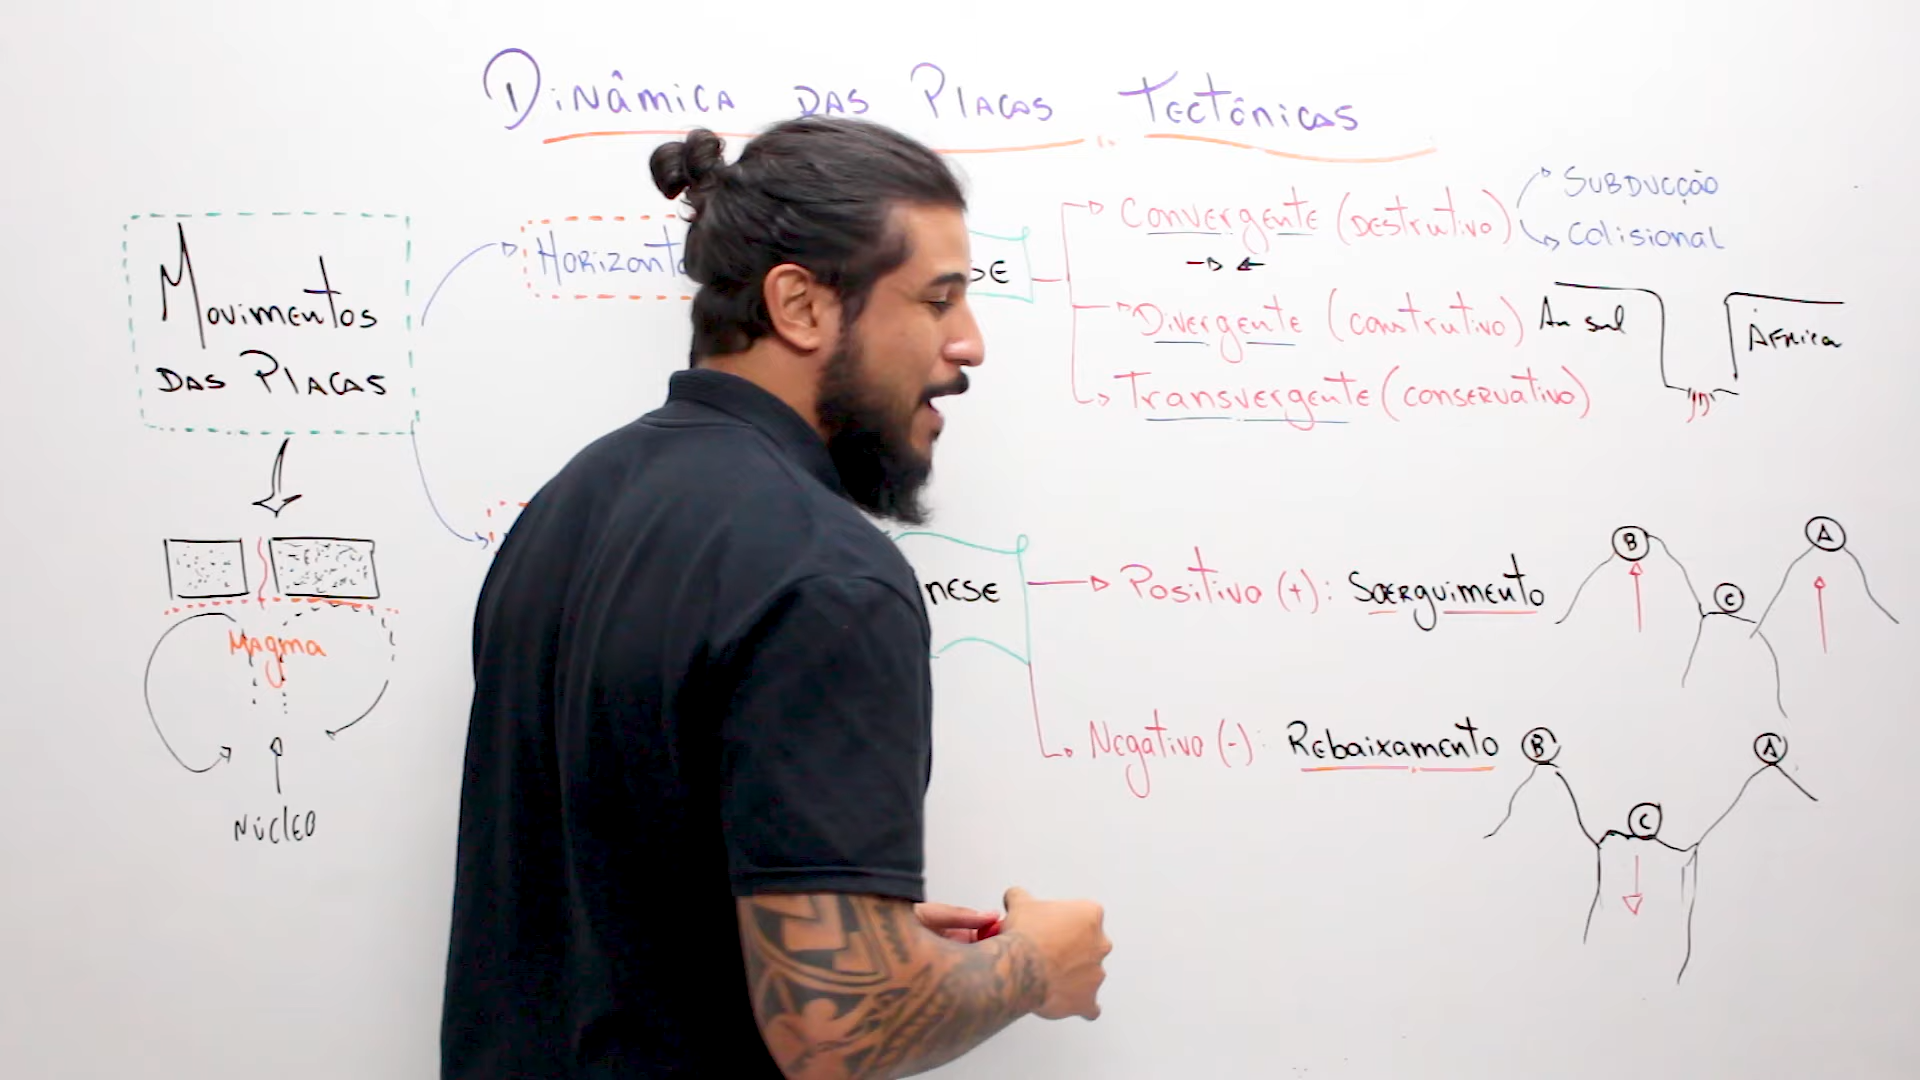 Dinâmica das Placas Tectônicas
Movimentos
das Placas
Magma
Núcleo
Horizonta
Convergente (destrutivo)
Subducção
Colisional
Divergente (construtivo)
Am sul
África
Transvergente (conservativo)
nese
Positivo (+): Soerguimento
B
C
A
Negativo (-): Rebaixamento
B
C
A